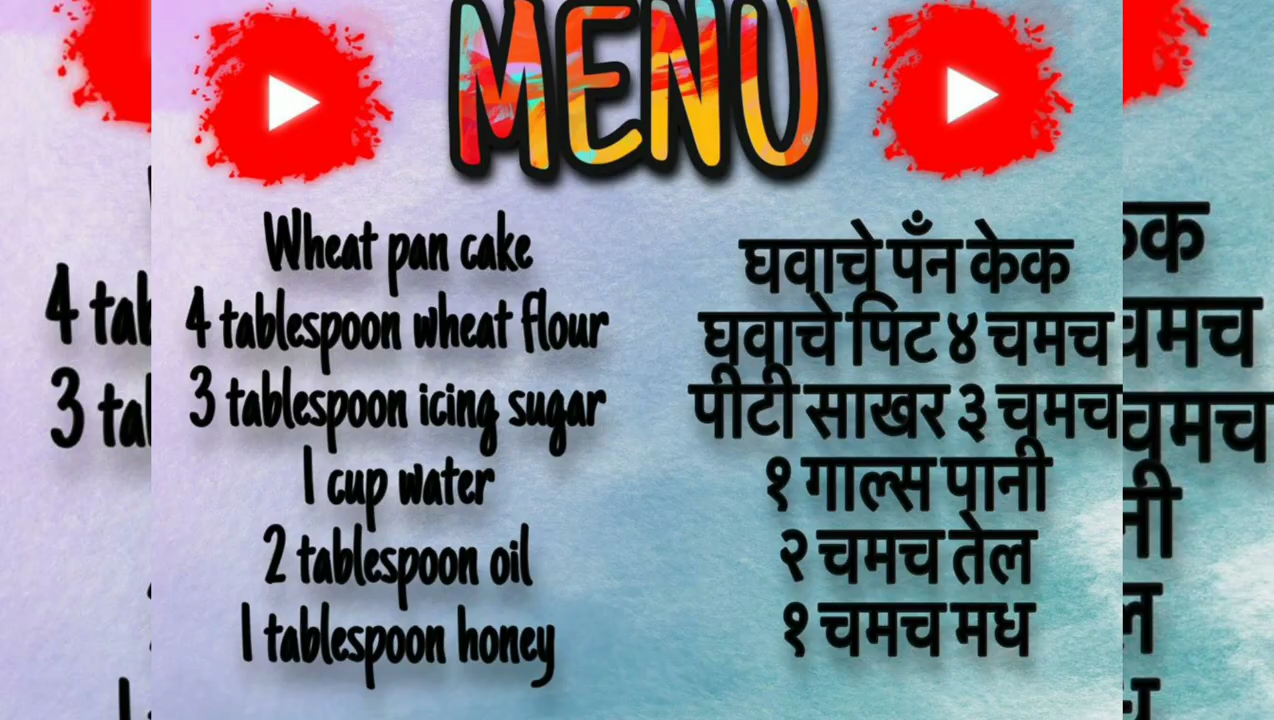 MENU
Wheat pan cake
4 tablespoon wheat flour
3 tablespoon icing sugar
1 cup water
2 tablespoon oil
1 tablespoon honey
घवाचे पँन केक
घवाचे पिट ४ चमच
पीटी साखर ३ चमच
१ गाल्स पानी
२ चमच तेल
१ चमच मध